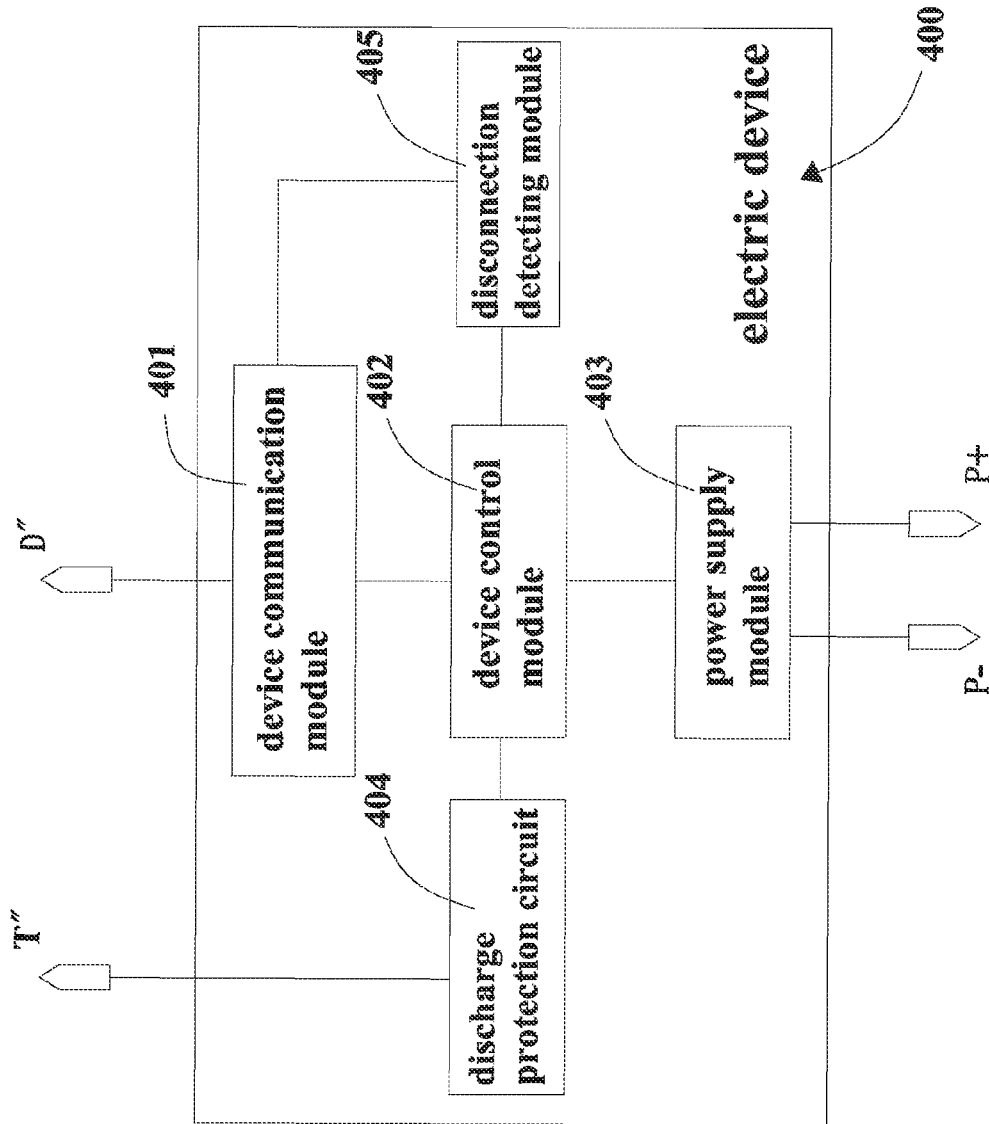 T″
D″
404
401
405
discharge
protection circuit
device communication
module
402
device control
module
disconnection
detecting module
403
power supply
module
electric device
400
P-
P+